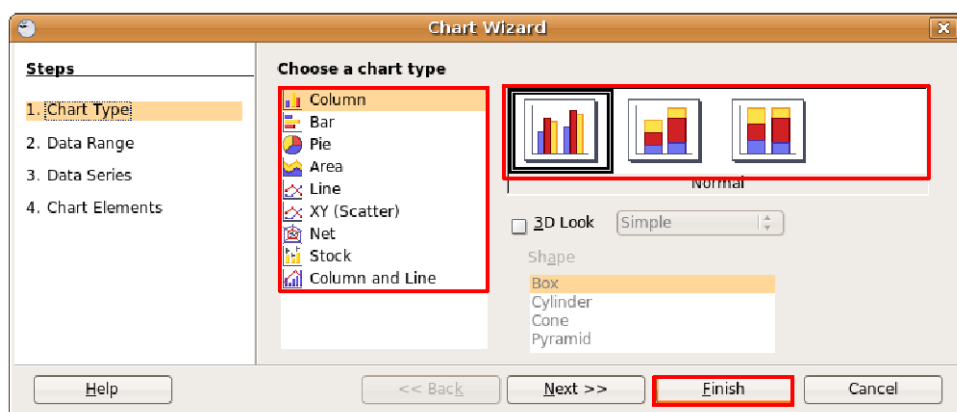 Chart Wizard
Steps
1. Chart Type
2. Data Range
3. Data Series
4. Chart Elements
Choose a chart type
Column
Bar
Pie
Area
Line
XY (Scatter)
Net
Stock
Column and Line
Normal
3D Look Simple
Shape
Box
Cylinder
Cone
Pyramid
Help << Back Next >> Finish Cancel